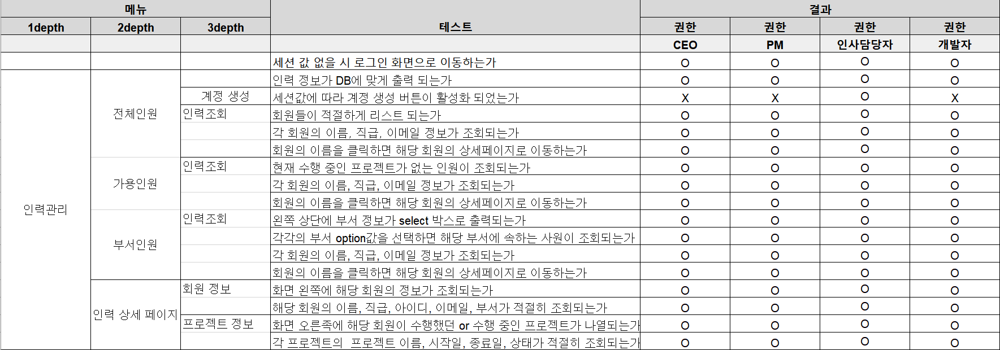 메뉴 결과
1depth 2depth 3depth 테스트 권한 권한 권한 권한
CEO PM 인사담당자 개발자
세션 값 없을 시 로그인 화면으로 이동하는가 O O O O
인력 정보가 DB에 맞게 출력 되는가 O O O O
계정 생성 세션값에 따라 계정 생성 버튼이 활성화 되었는가 X X O X
전체인원 인력조회 회원들이 적절하게 리스트 되는가 O O O O
각 회원의 이름, 직급, 이메일 정보가 조회되는가 O O O O
회원의 이름을 클릭하면 해당 회원의 상세페이지로 이동하는가 O O O O
인력조회 현재 수행 중인 프로젝트가 없는 인원이 조회되는가 O O O O
가용인원 각 회원의 이름, 직급, 이메일 정보가 조회되는가 O O O O
회원의 이름을 클릭하면 해당 회원의 상세페이지로 이동하는가 O O O O
인력관리 인력조회 왼쪽 상단에 부서 정보가 select 박스로 출력되는가 O O O O
각각의 부서 option값을 선택하면 해당 부서에 속하는 사원이 조회되는가 O O O O
부서인원 각 회원의 이름, 직급, 이메일 정보가 조회되는가 O O O O
회원의 이름을 클릭하면 해당 회원의 상세페이지로 이동하는가 O O O O
회원 정보 화면 왼쪽에 해당 회원의 정보가 조회되는가 O O O O
인력 상세 페이지 해당 회원의 이름, 직급, 아이디, 이메일, 부서가 적절히 조회되는가 O O O O
프로젝트 정보 화면 오른족에 해당 회원이 수행했던 or 수행 중인 프로젝트가 나열되는가 O O O O
각 프로젝트의 프로젝트 이름, 시작일, 종료일, 상태가 적절히 조회되는가 O O O O